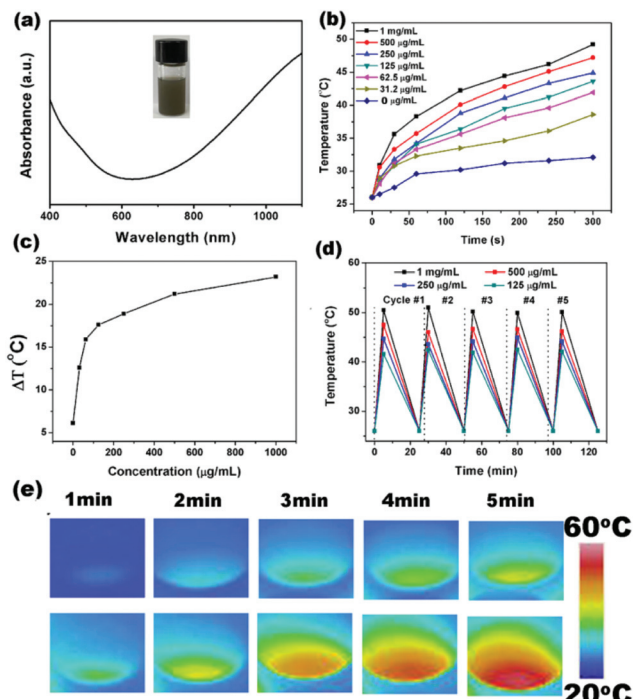 (a)
Absorbance (a.u.)
400 600 800 1000
Wavelength (nm)
(b)
1 mg/mL
500 μg/mL
250 μg/mL
125 μg/mL
62.5 μg/mL
31.2 μg/mL
0 μg/mL
Temperature (°C)
50
45
40
35
30
25
0 50 100 150 200 250 300
Time (s)
(c)
ΔT (°C)
25
20
15
10
5
0 200 400 600 800 1000
Concentration (μg/mL)
(d)
1 mg/mL 500 μg/mL
250 μg/mL 125 μg/mL
Cycle #1 #2 #3 #4 #5
Temperature (°C)
60
50
40
30
0 20 40 60 80 100 120
Time (min)
(e)
1min 2min 3min 4min 5min
60°C
20°C